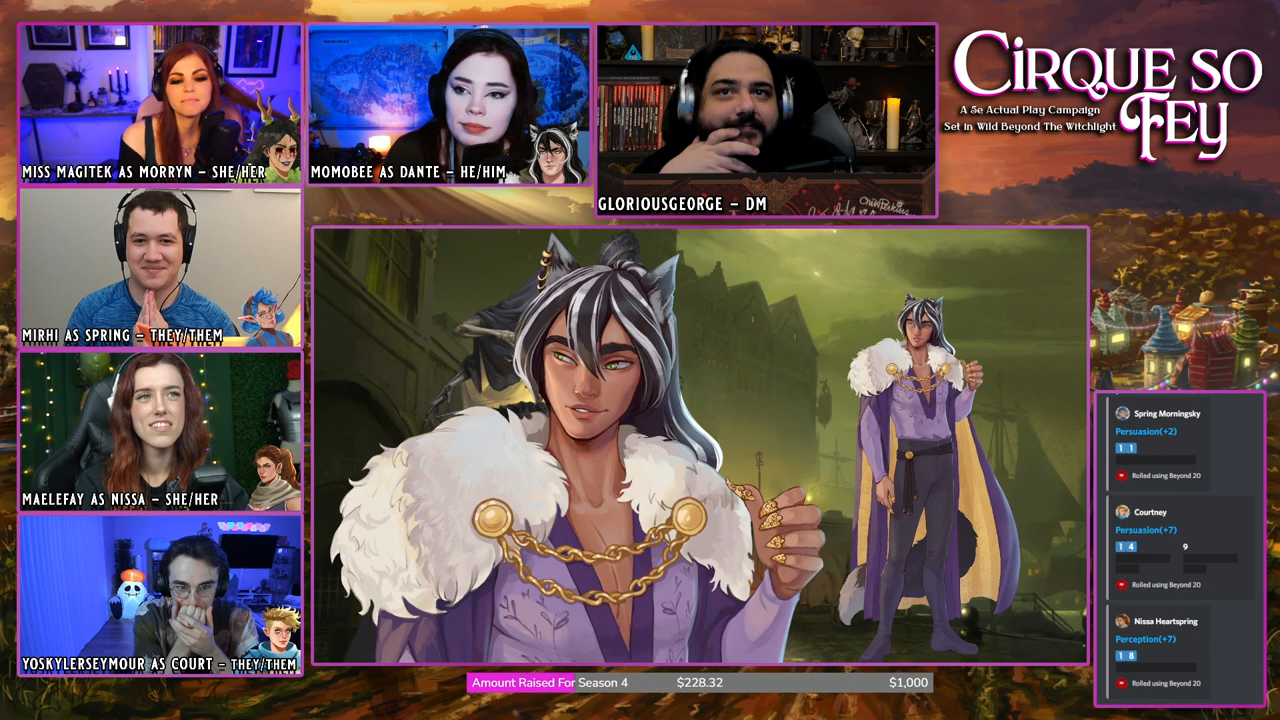 CIRQUE SO
FEY
A 5e Actual Play Campaign
Set in Wild Beyond The Witchlight
MISS MAGITEK AS MORRYN - SHE/HER
MOMOBEE AS DANTE - HE/HIM
GLORIOUSGEORGE - DM
MIRHI AS SPRING - THEY/THEM
MAELEFAY AS NISSA - SHE/HER
YOSKYLERSEYMOUR AS COURT - THEY/THEM
Spring Morningsky
Persuasion(+2)
11
Rolled using Beyond 20
Courtney
Persuasion(+7)
14 9
Rolled using Beyond 20
Nissa Heartspring
Perception(+7)
18
Rolled using Beyond 20
Amount Raised For Season 4 $228.32 $1,000